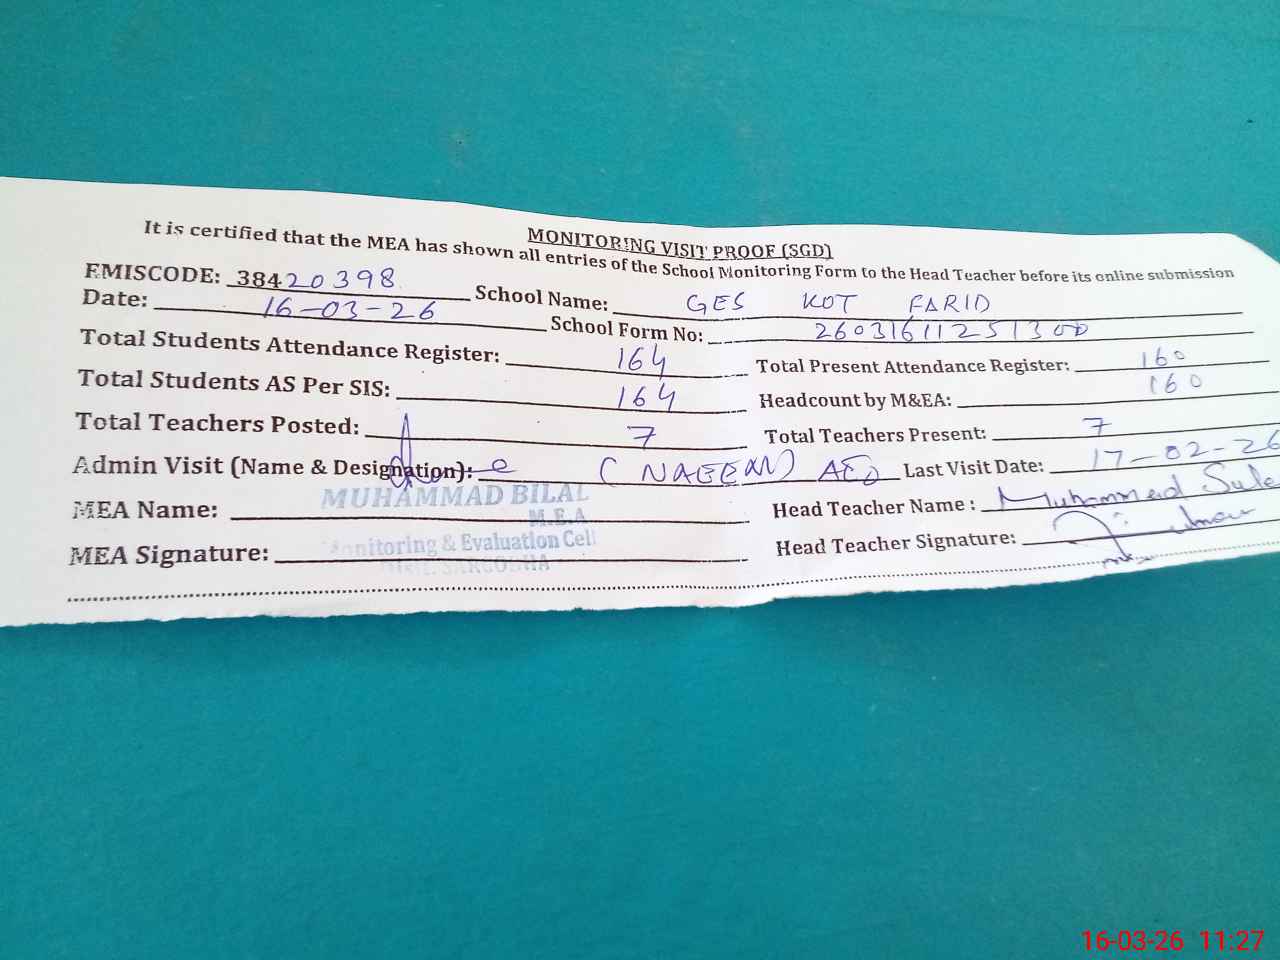 MONITORING VISIT PROOF (SGD)
It is certified that the MEA has shown all entries of the School Monitoring Form to the Head Teacher before its online submission
EMISCODE: 38420398 School Name: GES KOT FARID
Date: 16-03-26 School Form No: 260316112513
Total Students Attendance Register: 164 Total Present Attendance Register: 160
Total Students AS Per SIS: 164 Headcount by M&EA: 160
Total Teachers Posted: 7 Total Teachers Present: 7
Admin Visit (Name & Designation): (NAEEM) AEO Last Visit Date: 17-02-26
MEA Name: MUHAMMAD BILAL Head Teacher Name : Muhammad
M.E.A
MEA Signature: Monitoring & Evaluation Cell Head Teacher Signature:
DISTT. SARGODHA
16-03-26 11:27